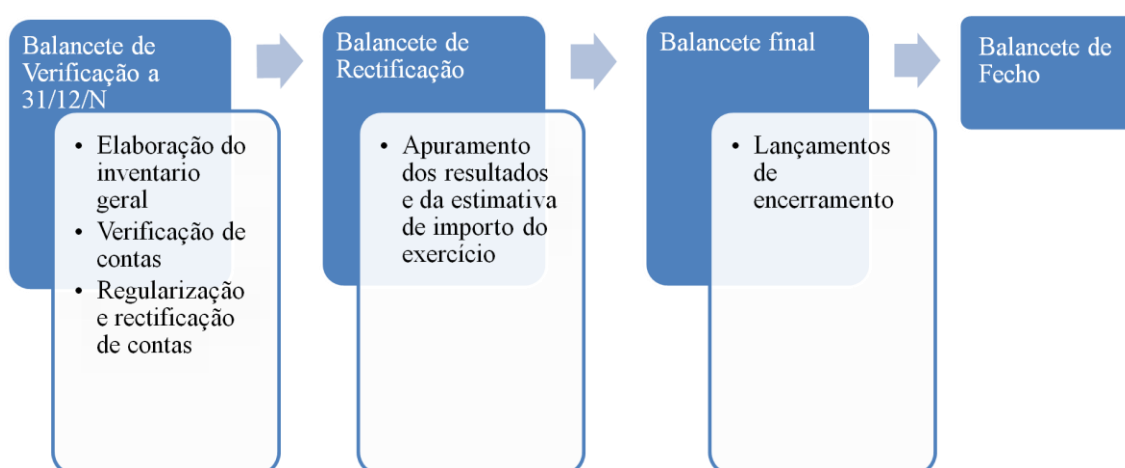 Balancete de
Verificação a
31/12/N
• Elaboração do
inventario
geral
• Verificação de
contas
• Regularização
e rectificação
de contas
Balancete de
Rectificação
• Apuramento
dos resultados
e da estimativa
de importo do
exercício
Balancete final
• Lançamentos
de
encerramento
Balancete de
Fecho